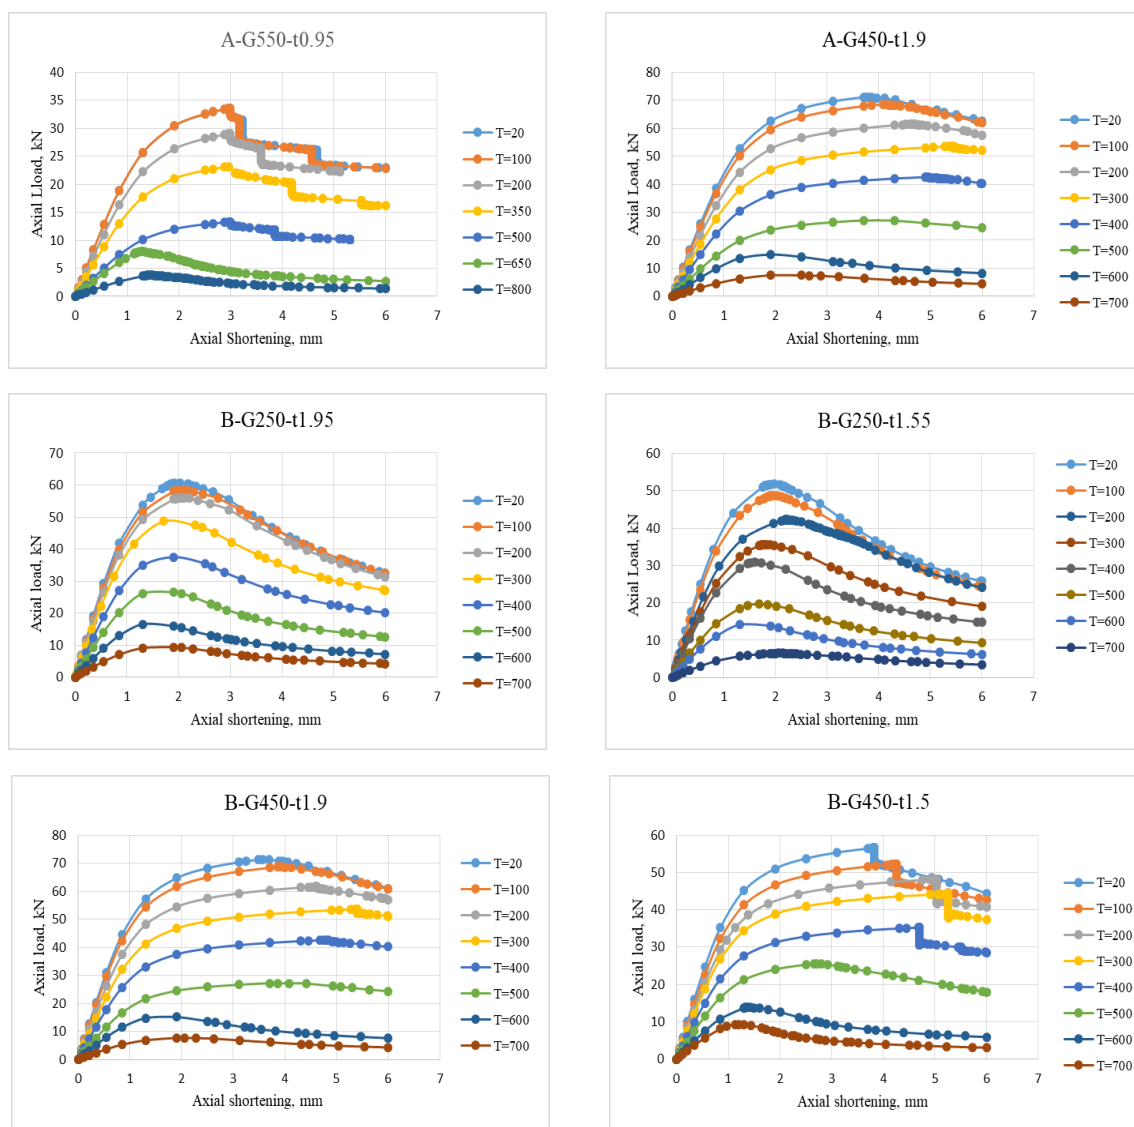 A-G550-t0.95
Axial Lload, kN
40
35
30
25
20
15
10
5
0
0 1 2 3 4 5 6 7
Axial Shortening, mm
T=20
T=100
T=200
T=350
T=500
T=650
T=800
A-G450-t1.9
Axial Load, kN
80
70
60
50
40
30
20
10
0
0 1 2 3 4 5 6 7
Axial Shortening, mm
T=20
T=100
T=200
T=300
T=400
T=500
T=600
T=700
B-G250-t1.95
Axial load, kN
70
60
50
40
30
20
10
0
0 1 2 3 4 5 6 7
Axial shortening, mm
T=20
T=100
T=200
T=300
T=400
T=500
T=600
T=700
B-G250-t1.55
Axial Load, kN
60
50
40
30
20
10
0
0 1 2 3 4 5 6 7
Axial shortening, mm
T=20
T=100
T=200
T=300
T=400
T=500
T=600
T=700
B-G450-t1.9
Axial load, kN
80
70
60
50
40
30
20
10
0
0 1 2 3 4 5 6 7
Axial shortening, mm
T=20
T=100
T=200
T=300
T=400
T=500
T=600
T=700
B-G450-t1.5
Axial load, kN
60
50
40
30
20
10
0
0 1 2 3 4 5 6 7
Axial shortening, mm
T=20
T=100
T=200
T=300
T=400
T=500
T=600
T=700